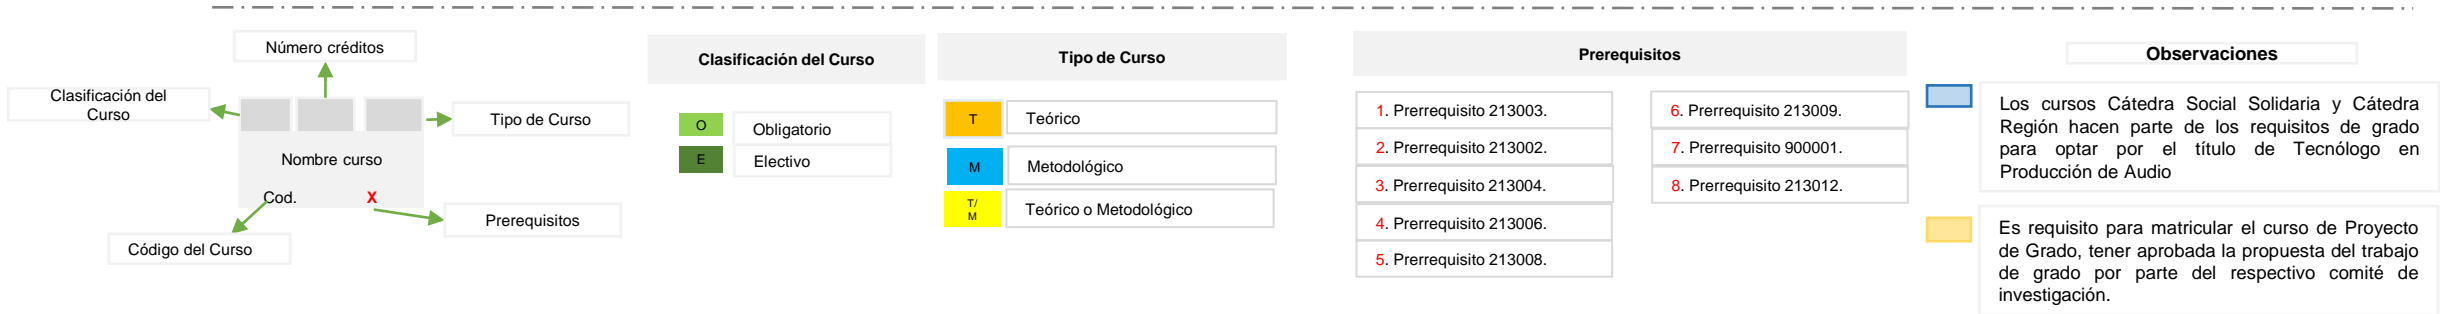 Número créditos
Clasificación del
Curso
Tipo de Curso
Nombre curso
Cod. X
Prerequisitos
Código del Curso
Clasificación del Curso
O Obligatorio
E Electivo
Tipo de Curso
T Teórico
M Metodológico
T/
M
Teórico o Metodológico
Prerequisitos
1. Prerrequisito 213003.
2. Prerrequisito 213002.
3. Prerrequisito 213004.
4. Prerrequisito 213006.
5. Prerrequisito 213008.
6. Prerrequisito 213009.
7. Prerrequisito 900001.
8. Prerrequisito 213012.
Observaciones
Los cursos Cátedra Social Solidaria y Cátedra
Región hacen parte de los requisitos de grado
para optar por el título de Tecnólogo en
Producción de Audio
Es requisito para matricular el curso de Proyecto
de Grado, tener aprobada la propuesta del trabajo
de grado por parte del respectivo comité de
investigación.